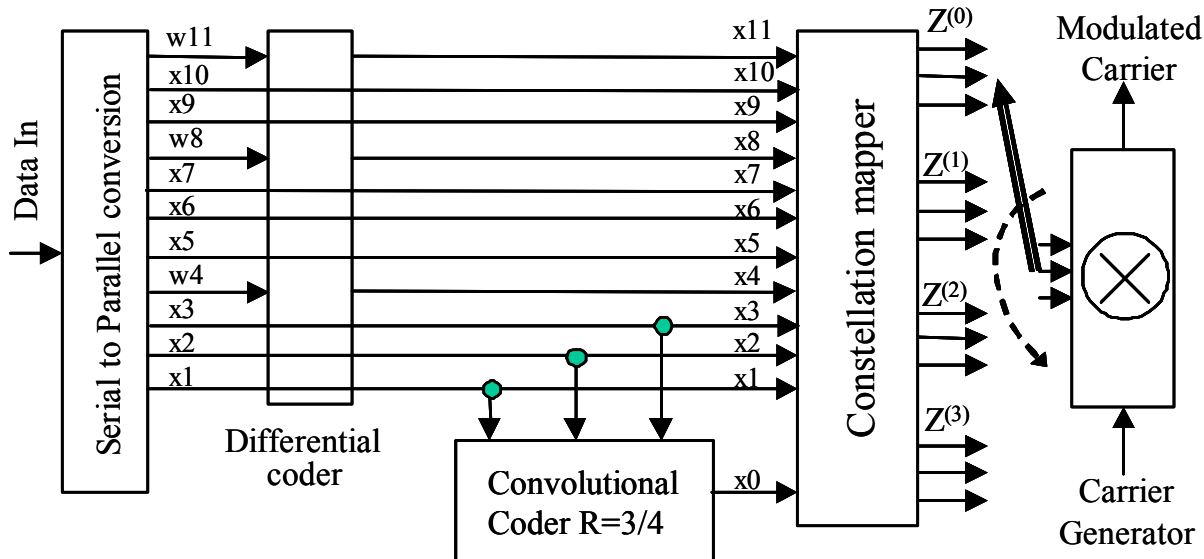 Data In
Serial to Parallel conversion
w11
x10
x9
w8
x7
x6
x5
w4
x3
x2
x1
Differential
coder
Convolutional
Coder R=3/4
x11
x10
x9
x8
x7
x6
x5
x4
x3
x2
x1
x0
Constellation mapper
Z(0)
Z(1)
Z(2)
Z(3)
Modulated
Carrier
Carrier
Generator